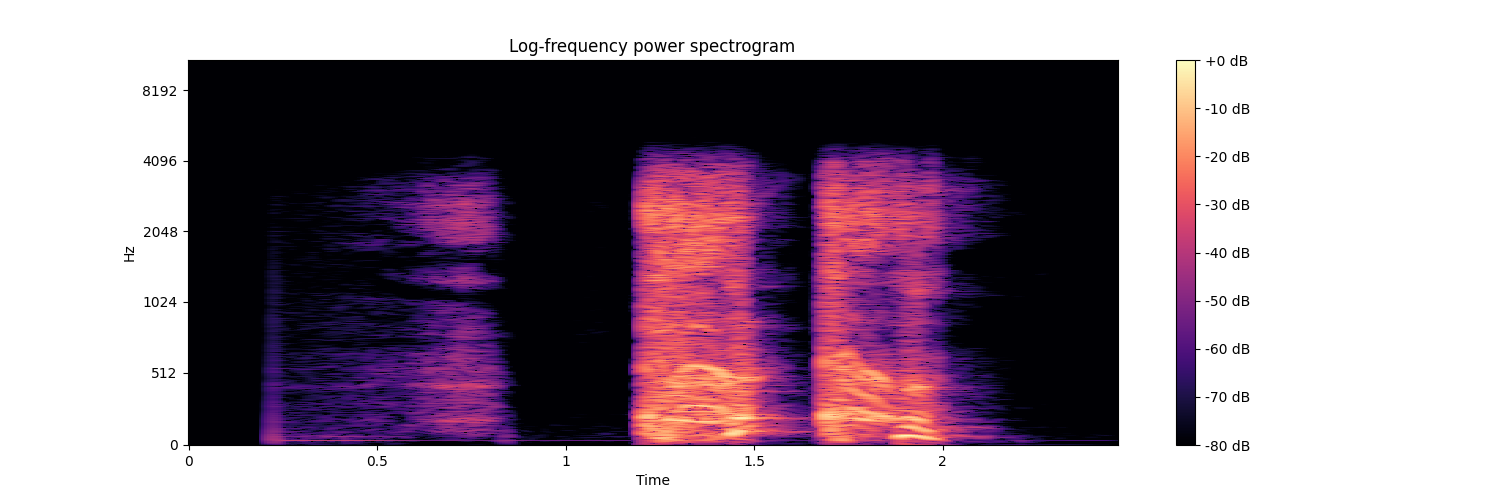 Log-frequency power spectrogram
8192
4096
2048
1024
512
0
Hz
0
0.5
1
1.5
2
Time
+0 dB
-10 dB
-20 dB
-30 dB
-40 dB
-50 dB
-60 dB
-70 dB
-80 dB